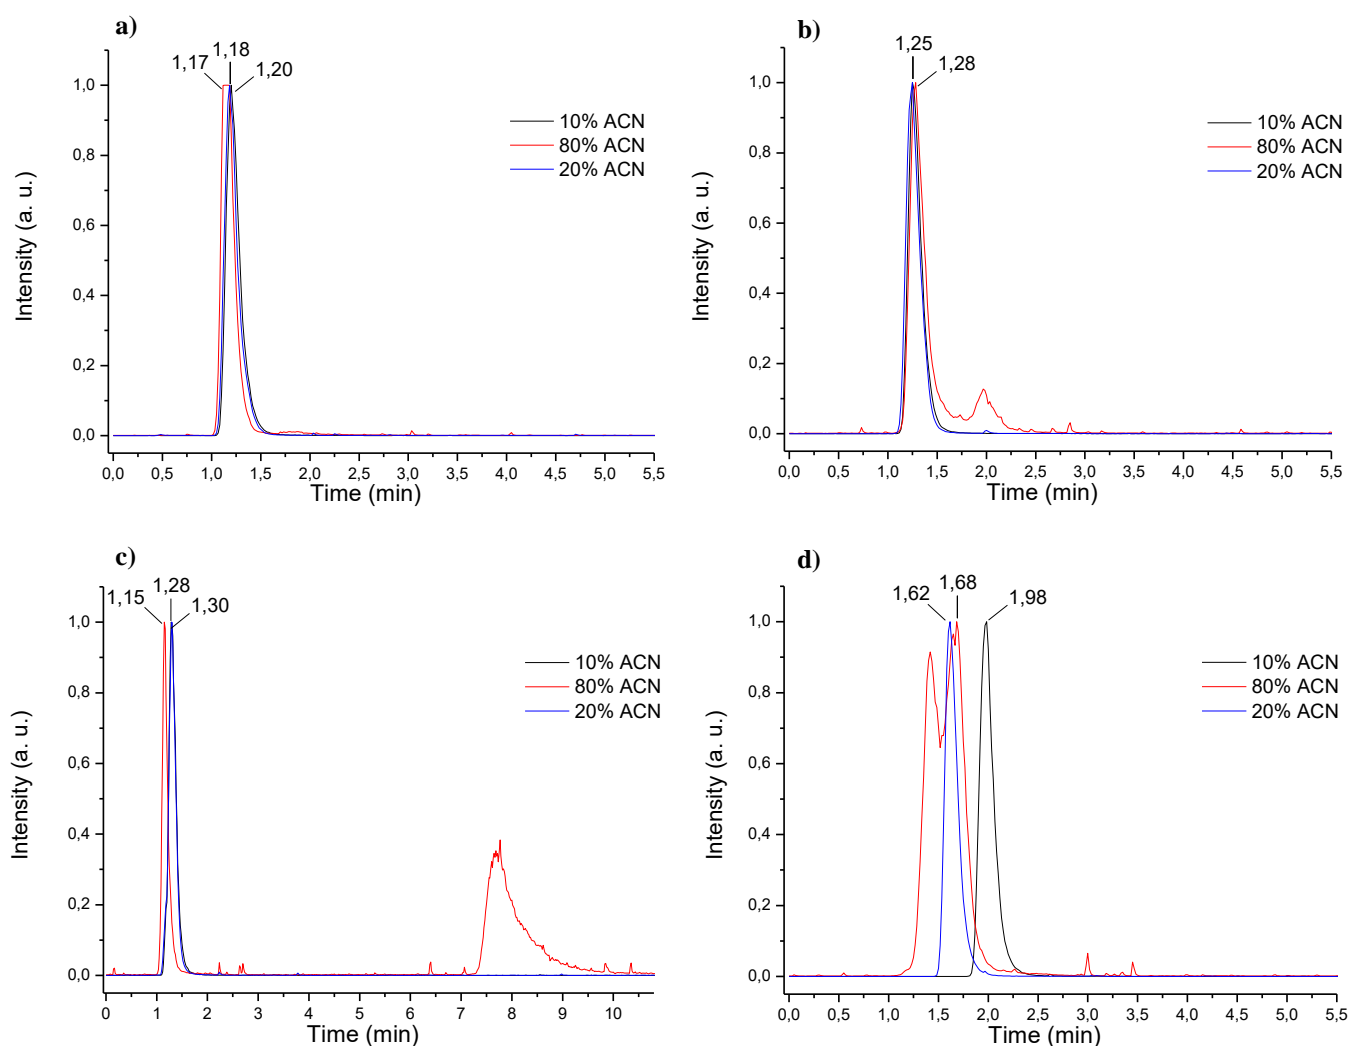 a)
1,18
1,17
1,20
1,0
0,8
0,6
0,4
0,2
0,0
Intensity (a. u.)
10% ACN
80% ACN
20% ACN
0,0 0,5 1,0 1,5 2,0 2,5 3,0 3,5 4,0 4,5 5,0 5,5
Time (min)
b)
1,25
1,28
1,0
0,8
0,6
0,4
0,2
0,0
Intensity (a. u.)
10% ACN
80% ACN
20% ACN
0,0 0,5 1,0 1,5 2,0 2,5 3,0 3,5 4,0 4,5 5,0 5,5
Time (min)
c)
1,28
1,15
1,30
1,0
0,8
0,6
0,4
0,2
0,0
Intensity (a. u.)
10% ACN
80% ACN
20% ACN
0 1 2 3 4 5 6 7 8 9 10
Time (min)
d)
1,68
1,62
1,98
1,0
0,8
0,6
0,4
0,2
0,0
Intensity (a. u.)
10% ACN
80% ACN
20% ACN
0,0 0,5 1,0 1,5 2,0 2,5 3,0 3,5 4,0 4,5 5,0 5,5
Time (min)